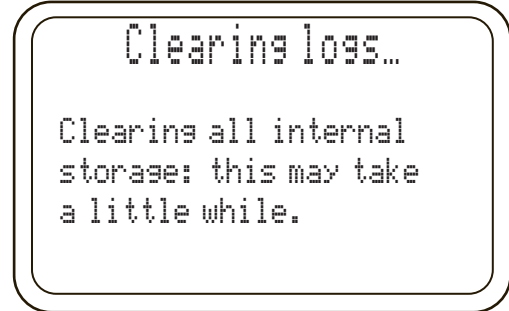 Clearing logs…
Clearing all internal
storage: this may take
a little while.